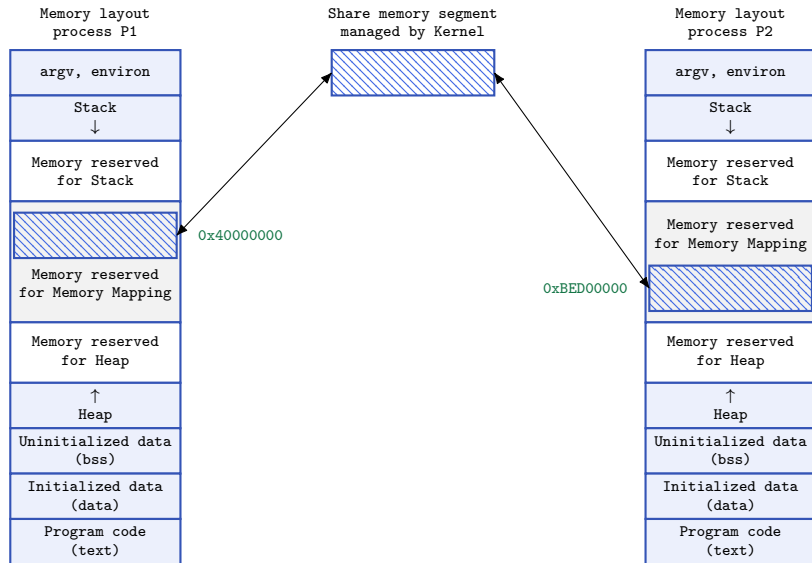 Memory layout
process P1
argv, environ
Stack
↓
Memory reserved
for Stack
Memory reserved
for Memory Mapping
Memory reserved
for Heap
↑
Heap
Uninitialized data
(bss)
Initialized data
(data)
Program code
(text)
Share memory segment
managed by Kernel
0x40000000
0xBED00000
Memory layout
process P2
argv, environ
Stack
↓
Memory reserved
for Stack
Memory reserved
for Memory Mapping
Memory reserved
for Heap
↑
Heap
Uninitialized data
(bss)
Initialized data
(data)
Program code
(text)